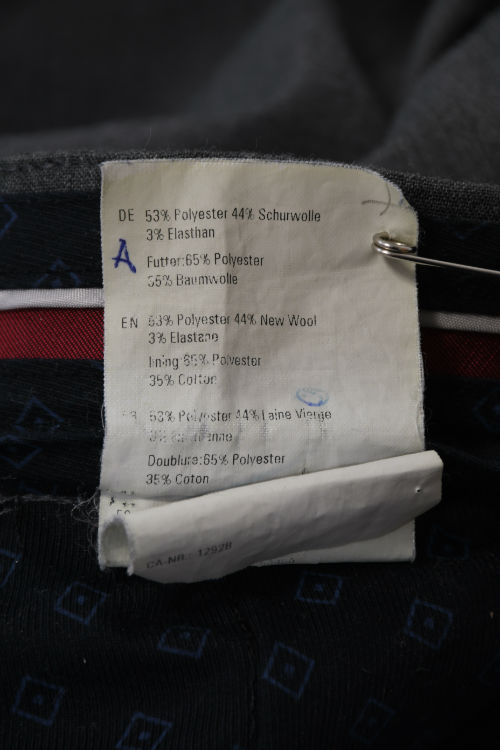 DE 53% Polyester 44% Schurwolle
3% Elasthan
A
Futter:65% Polyester
35% Baumwolle
EN 53% Polyester 44% New Wool
3% Elastane
lining 65% Polyester
35% Cotton
53% Polyester 44% Laine Vierge
3%
Doublure:65% Polyester
35% Coton
CA-NR.: 12928